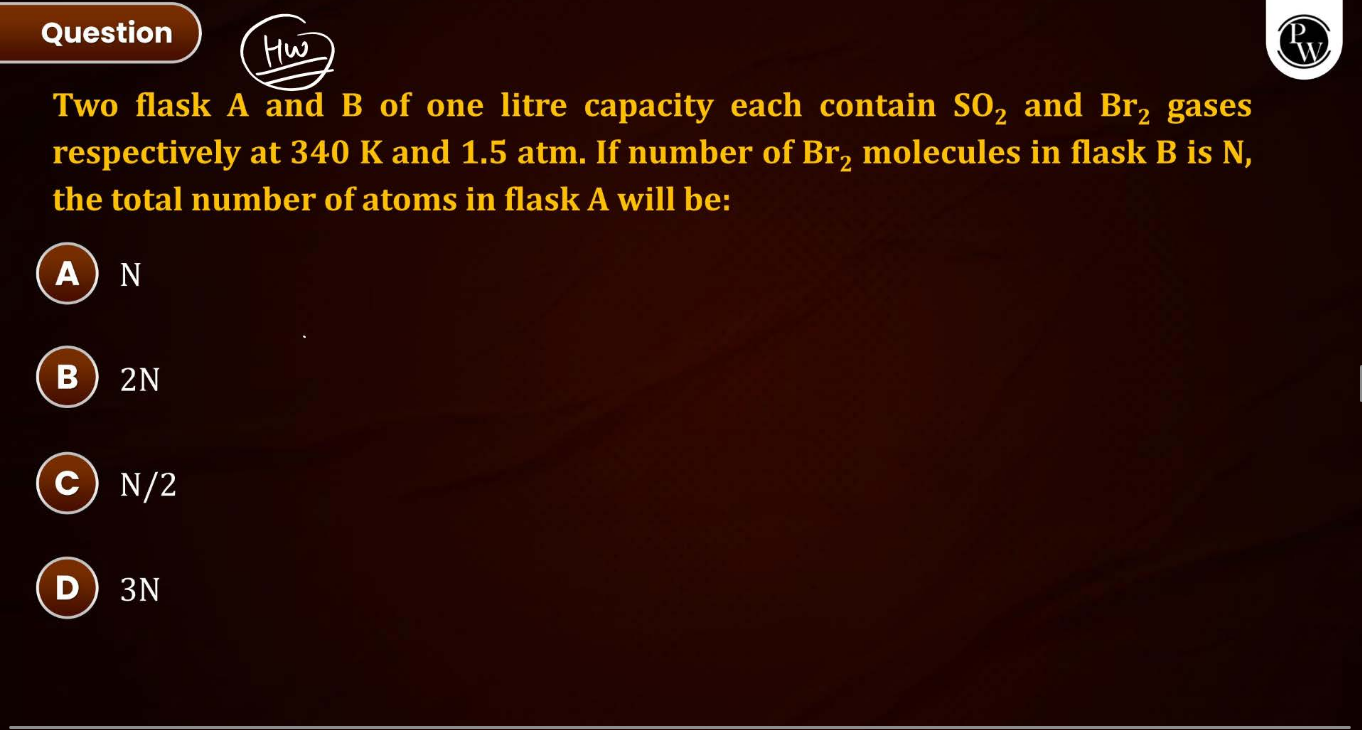 Question
HW
PW
Two flask A and B of one litre capacity each contain SO₂ and Br₂ gases
respectively at 340 K and 1.5 atm. If number of Br₂ molecules in flask B is N,
the total number of atoms in flask A will be:
A N
B 2N
C N/2
D 3N